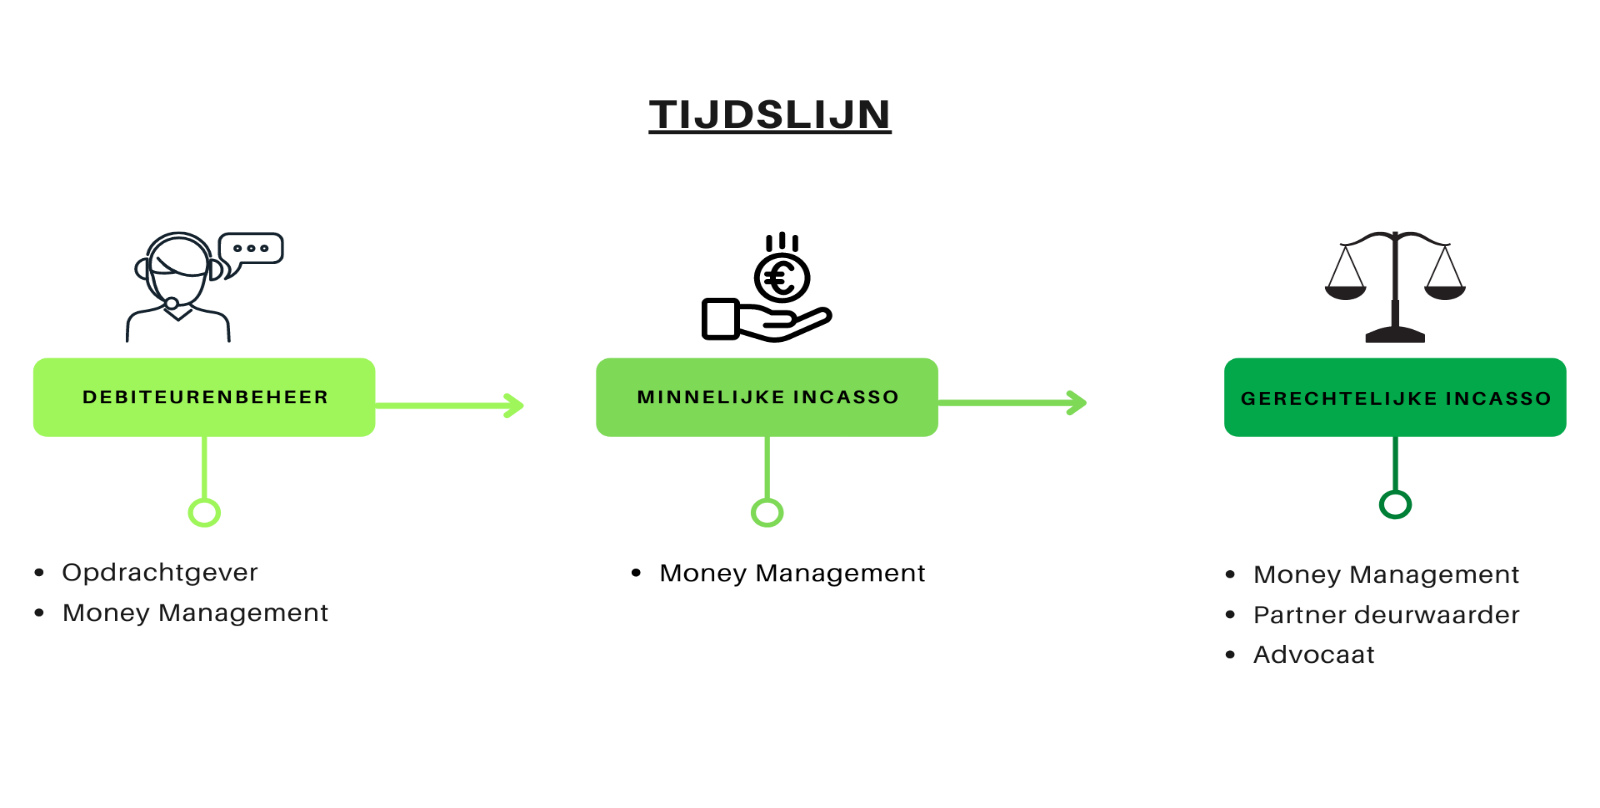 TIJDSLIJN
DEBITEURENBEHEER
MINNELIJKE INCASSO
GERECHTELIJKE INCASSO
• Opdrachtgever
• Money Management
• Money Management
• Money Management
• Partner deurwaarder
• Advocaat